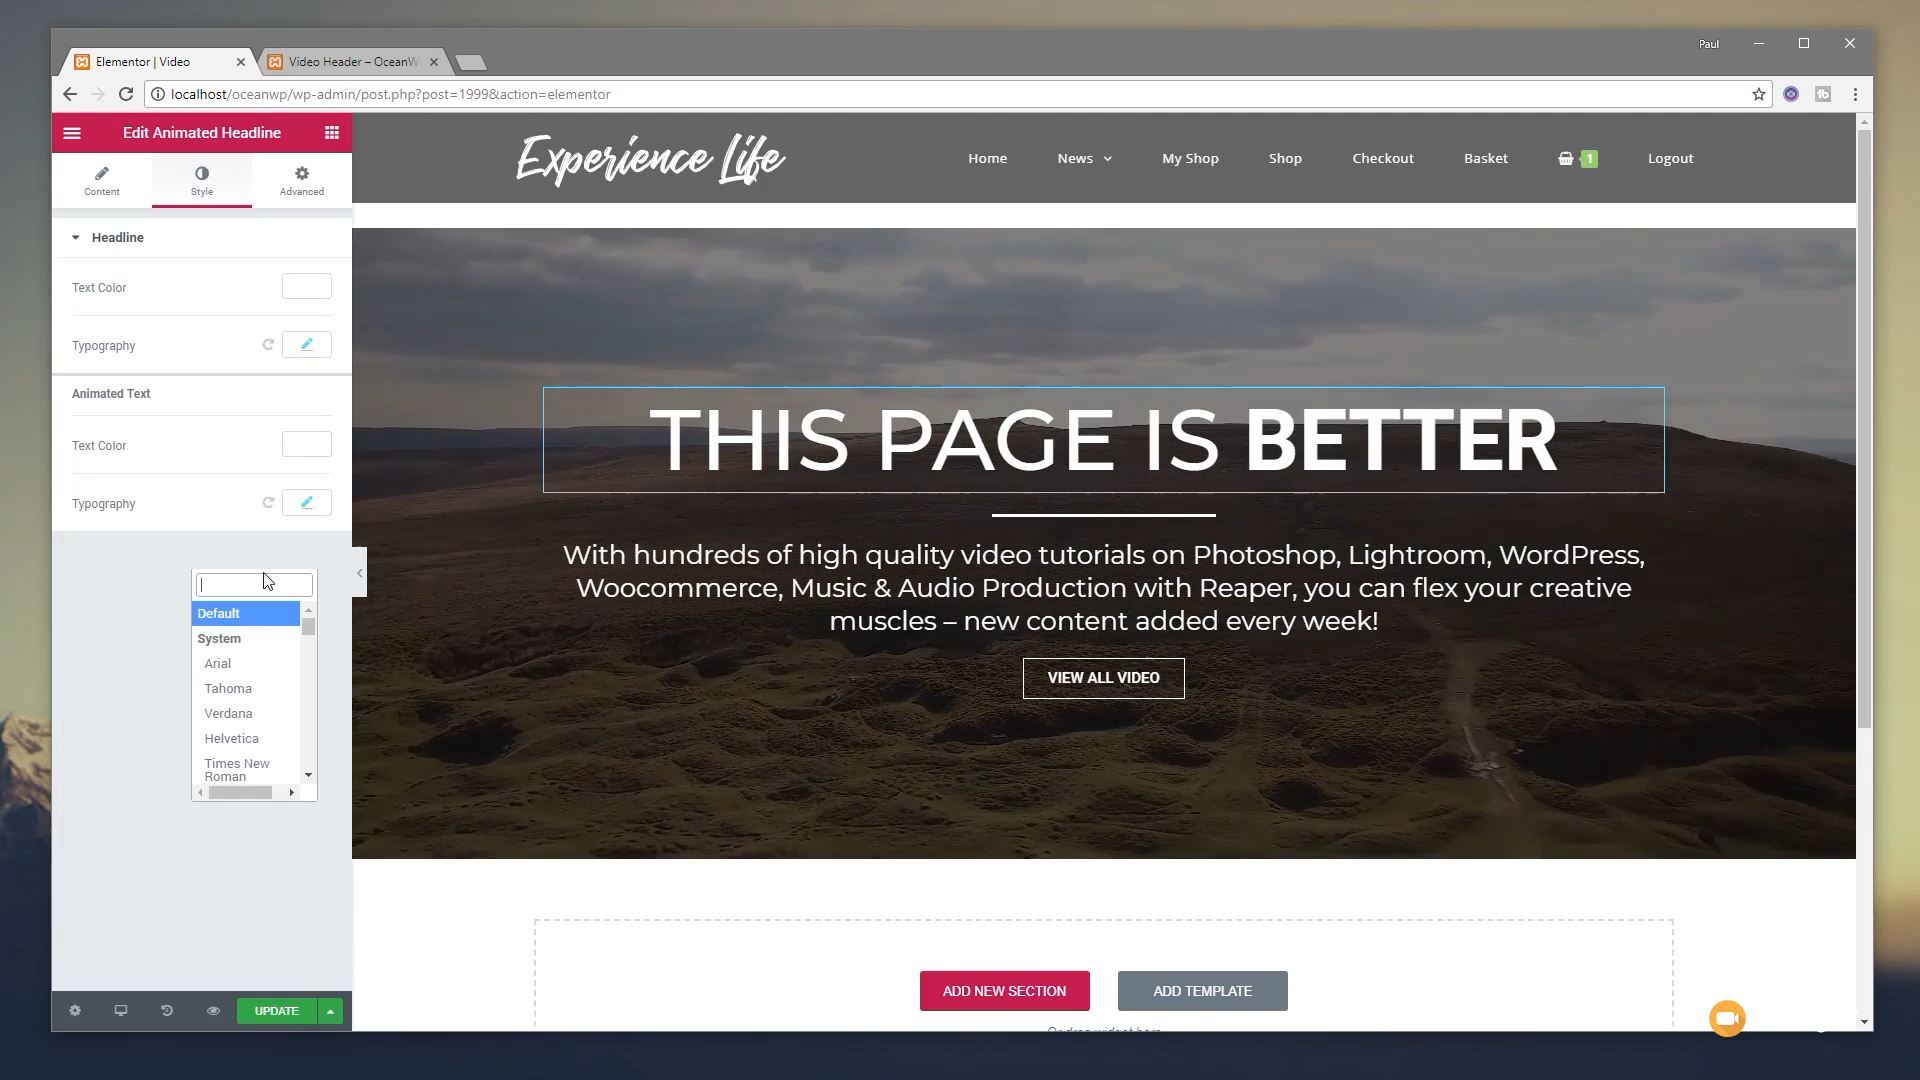 Paul
Elementor | Video
Video Header – OceanW
localhost/oceanwp/wp-admin/post.php?post=1999&action=elementor
Edit Animated Headline
Content
Style
Advanced
Headline
Text Color
Typography
Animated Text
Text Color
Typography
Default
System
Arial
Tahoma
Verdana
Helvetica
Times New
Roman
UPDATE
Experience Life
Home
News
My Shop
Shop
Checkout
Basket
1
Logout
THIS PAGE IS BETTER
With hundreds of high quality video tutorials on Photoshop, Lightroom, WordPress,
Woocommerce, Music & Audio Production with Reaper, you can flex your creative
muscles – new content added every week!
VIEW ALL VIDEO
ADD NEW SECTION
ADD TEMPLATE
Or drag widget here